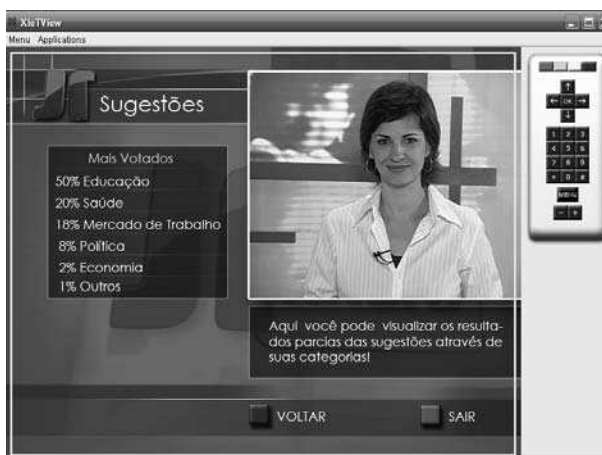 XleTView
Menu Applications
Sugestões
Mais Votados
50% Educação
20% Saúde
18% Mercado de Trabalho
8% Política
2% Economia
1% Outros
Aqui você pode visualizar os resulta-
dos parcias das sugestões através de
suas categorias!
VOLTAR
SAIR
OK
1 2 3
4 5 6
7 8 9
* 0 #
MENU
- +